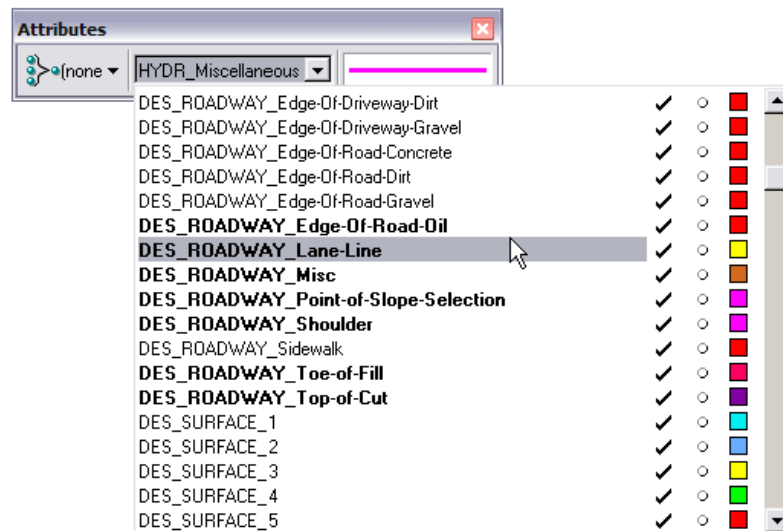 Attributes
(none HYDR_Miscellaneous
DES_ROADWAY_Edge-Of-Driveway-Dirt
DES_ROADWAY_Edge-Of-Driveway-Gravel
DES_ROADWAY_Edge-Of-Road-Concrete
DES_ROADWAY_Edge-Of-Road-Dirt
DES_ROADWAY_Edge-Of-Road-Gravel
DES_ROADWAY_Edge-Of-Road-Oil
DES_ROADWAY_Lane-Line
DES_ROADWAY_Misc
DES_ROADWAY_Point-of-Slope-Selection
DES_ROADWAY_Shoulder
DES_ROADWAY_Sidewalk
DES_ROADWAY_Toe-of-Fill
DES_ROADWAY_Top-of-Cut
DES_SURFACE_1
DES_SURFACE_2
DES_SURFACE_3
DES_SURFACE_4
DES_SURFACE_5